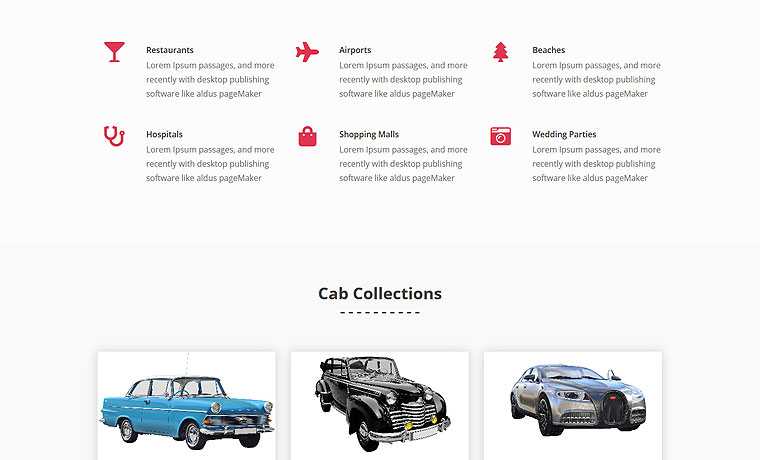 Restaurants
Lorem Ipsum passages, and more
recently with desktop publishing
software like aldus pageMaker
Airports
Lorem Ipsum passages, and more
recently with desktop publishing
software like aldus pageMaker
Beaches
Lorem Ipsum passages, and more
recently with desktop publishing
software like aldus pageMaker
Hospitals
Lorem Ipsum passages, and more
recently with desktop publishing
software like aldus pageMaker
Shopping Malls
Lorem Ipsum passages, and more
recently with desktop publishing
software like aldus pageMaker
Wedding Parties
Lorem Ipsum passages, and more
recently with desktop publishing
software like aldus pageMaker
Cab Collections